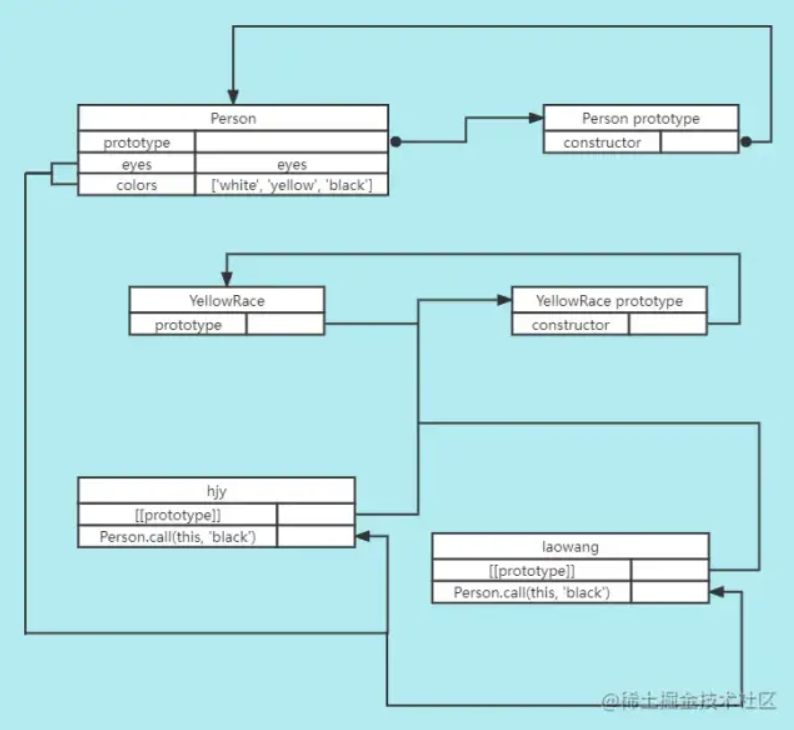 Person
Person prototype
prototype
constructor
eyes eyes
colors ['white', 'yellow', 'black']
YellowRace
YellowRace prototype
prototype
constructor
hjy
[[prototype]]
Person.call(this, 'black')
laowang
[[prototype]]
Person.call(this, 'black')
@稀土掘金技术社区